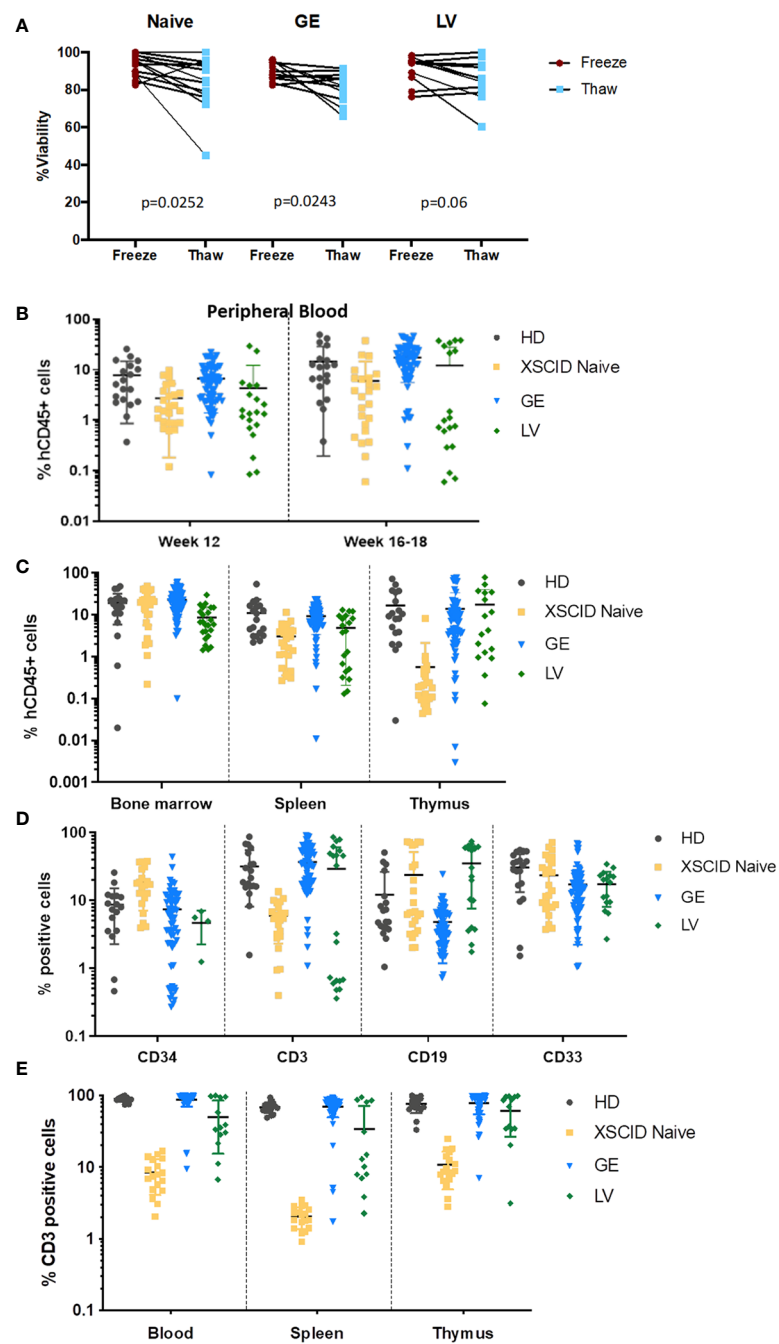 A
Naive GE LV
%Viability
100
80
60
40
20
0
p=0.0252 p=0.0243 p=0.06
Freeze Thaw Freeze Thaw Freeze Thaw
Freeze
Thaw
B
Peripheral Blood
% hCD45+ cells
100
10
1
0.1
0.01
Week 12 Week 16-18
HD
XSCID Naive
GE
LV
C
% hCD45+ cells
100
10
1
0.1
0.01
0.001
Bone marrow Spleen Thymus
HD
XSCID Naive
GE
LV
D
% positive cells
100
10
1
0.1
CD34 CD3 CD19 CD33
HD
XSCID Naive
GE
LV
E
% CD3 positive cells
100
10
1
0.1
Blood Spleen Thymus
HD
XSCID Naive
GE
LV